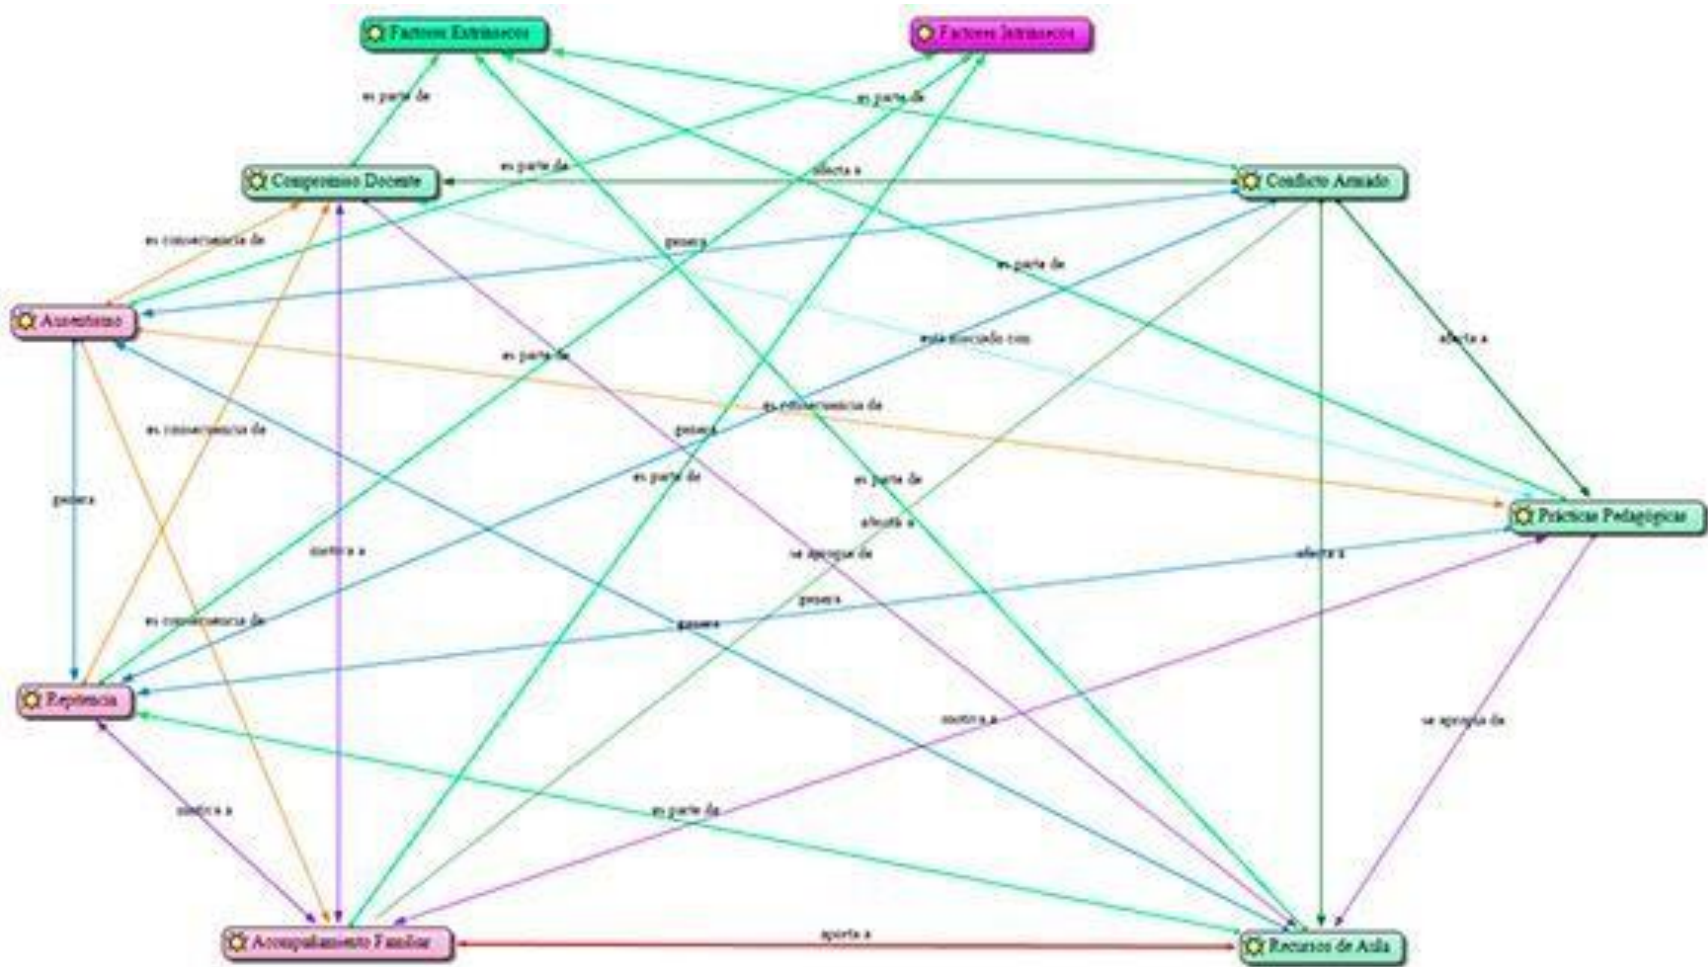 Factores Extrínsecos
Factores Intrínsecos
es parte de
es parte de
Compromiso Docente
es parte de
afecta a
Conflicto Armado
es consecuencia de
genera
es parte de
Ausentismo
está asociado con
afecta a
es parte de
es consecuencia de
es consecuencia de
genera
es parte de
es parte de
genera
afecta a
Prácticas Pedagógicas
motiva a
se apropia de
afecta a
genera
es consecuencia de
genera
Repitencia
motiva a
se apropia de
motiva a
es parte de
Acompañamiento Familiar
aporta a
Recursos de Aula